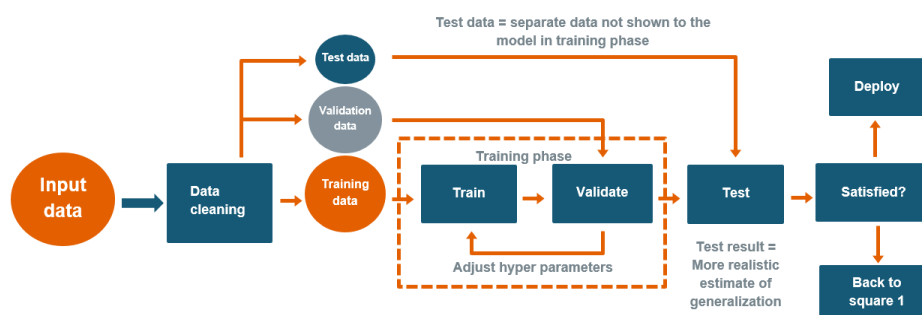 Test data = separate data not shown to the
model in training phase
Test data
Deploy
Validation
data
Training phase
Input
data
Data
cleaning
Training
data
Train
Validate
Test
Satisfied?
Adjust hyper parameters
Test result =
More realistic
estimate of
generalization
Back to
square 1